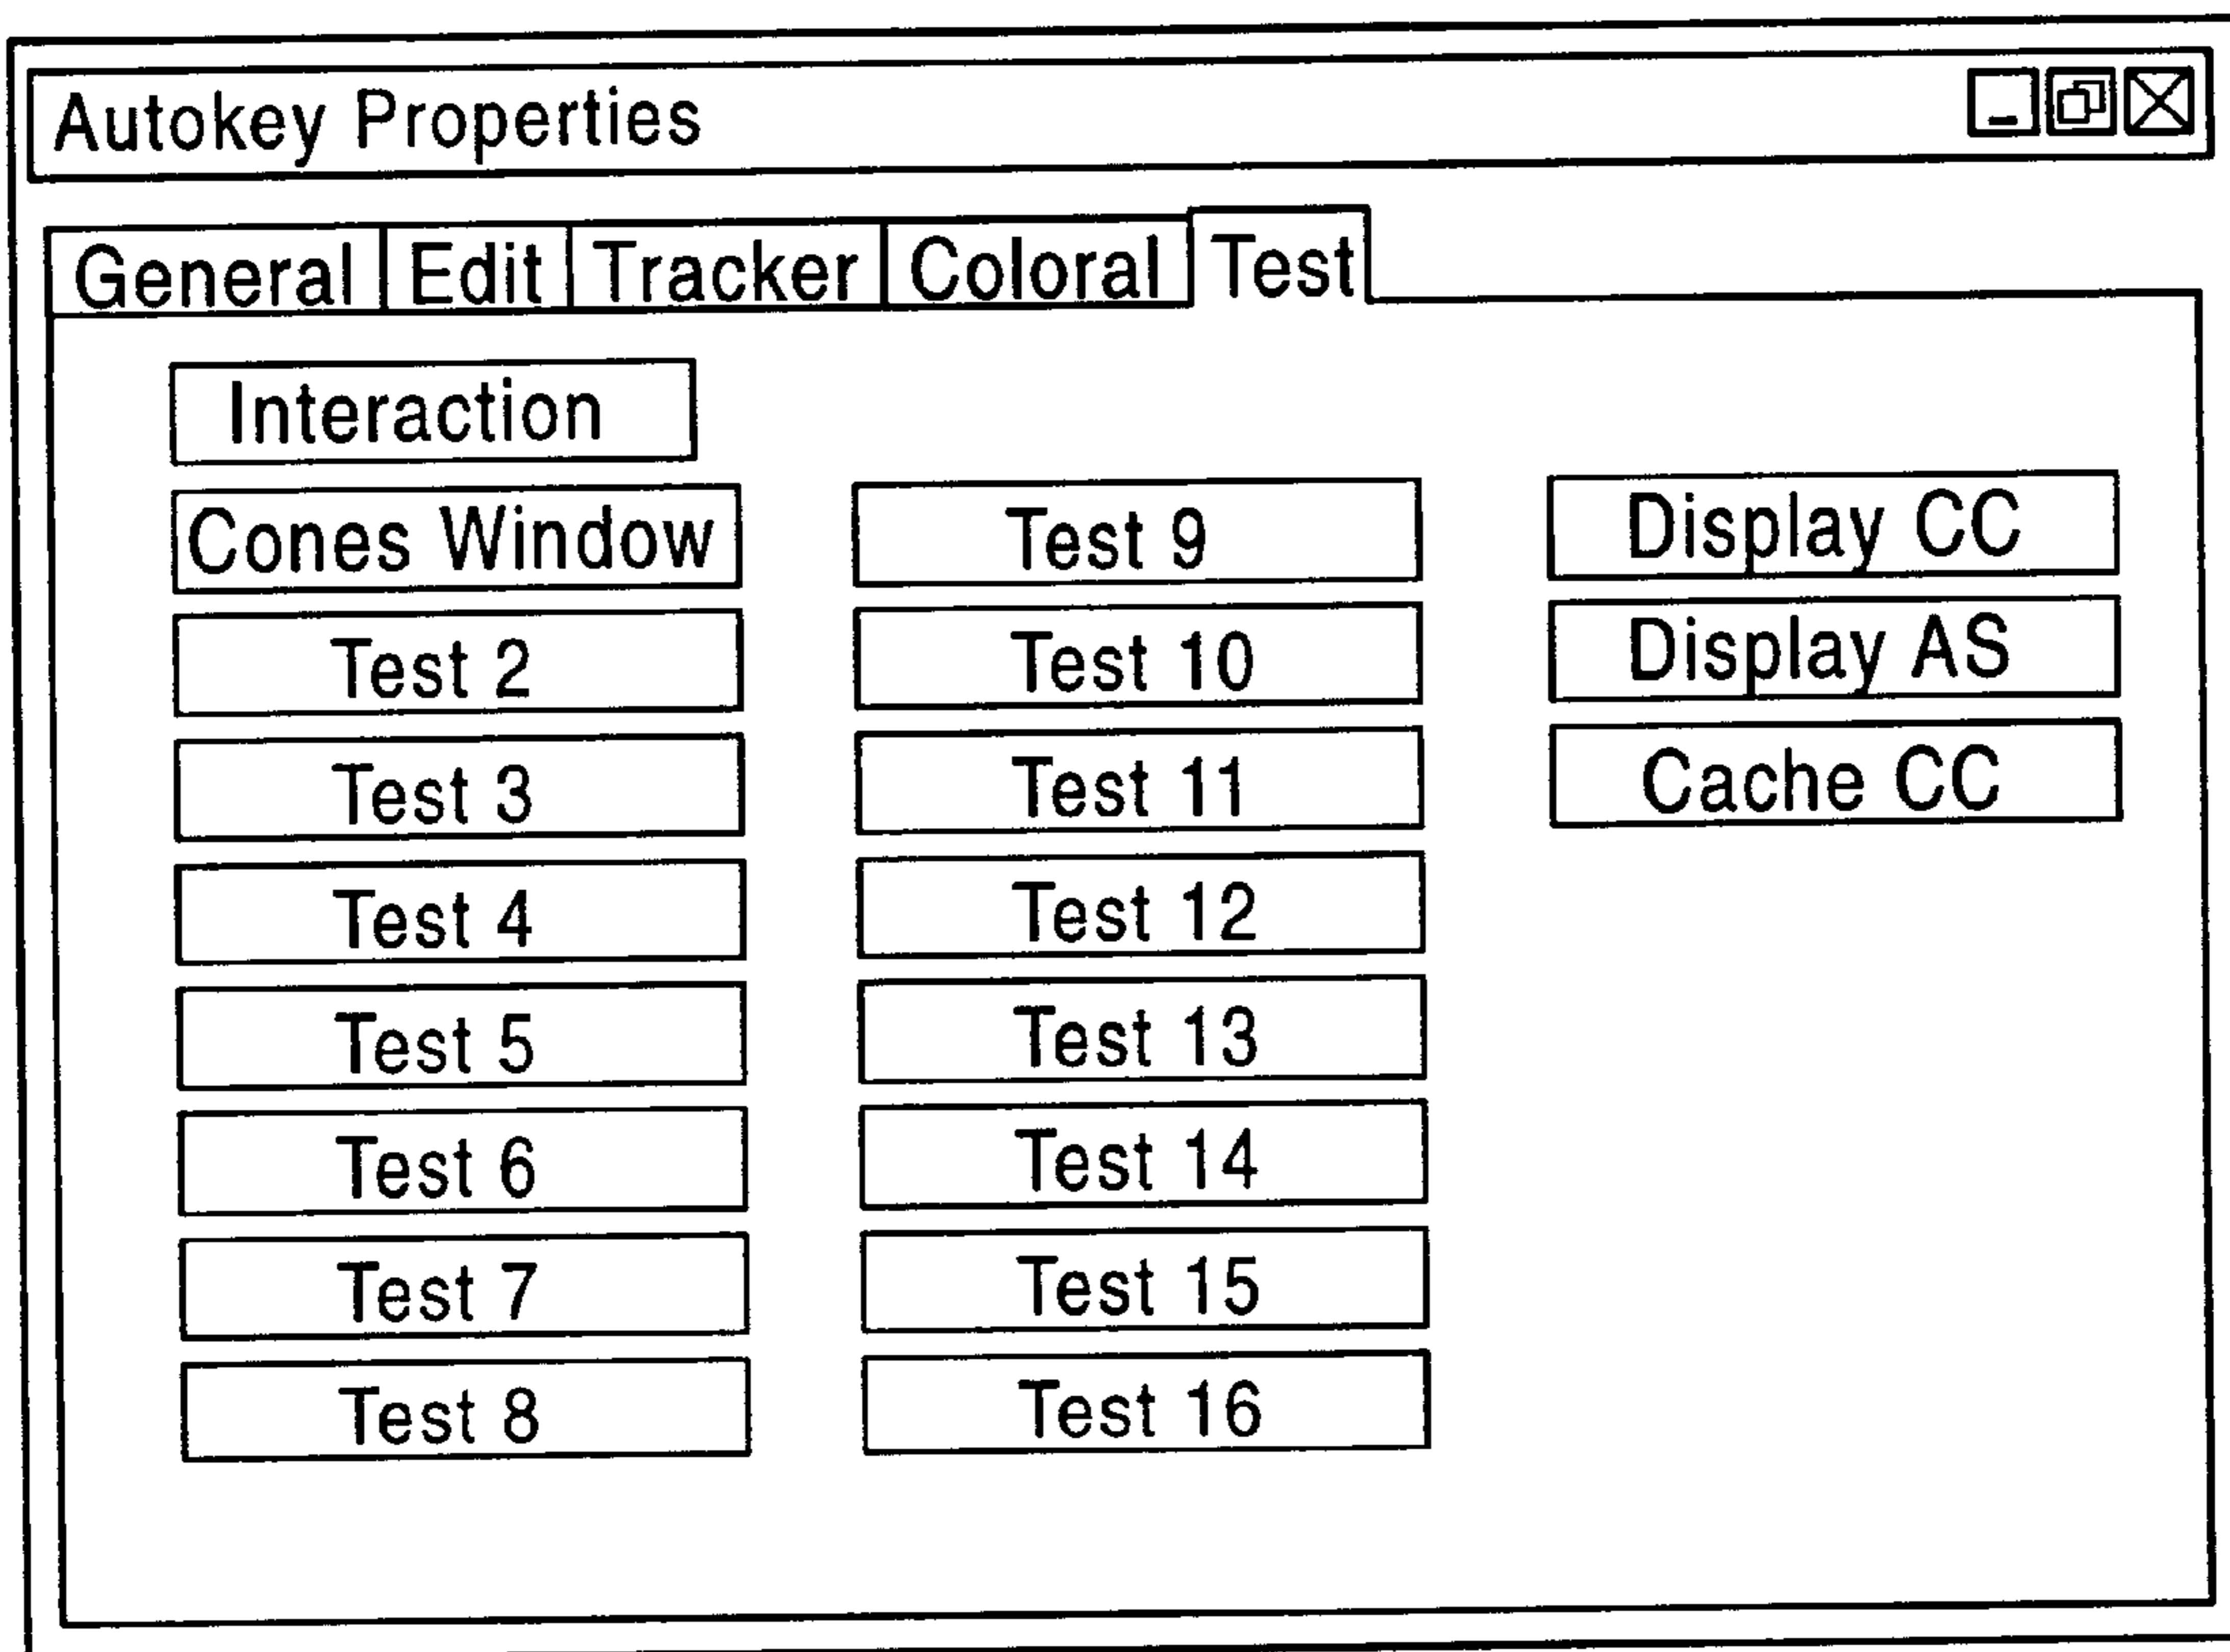 Autokey Properties
General Edit Tracker Coloral Test
Interaction
Cones Window Test 9 Display CC
Test 2 Test 10 Display AS
Test 3 Test 11 Cache CC
Test 4 Test 12
Test 5 Test 13
Test 6 Test 14
Test 7 Test 15
Test 8 Test 16